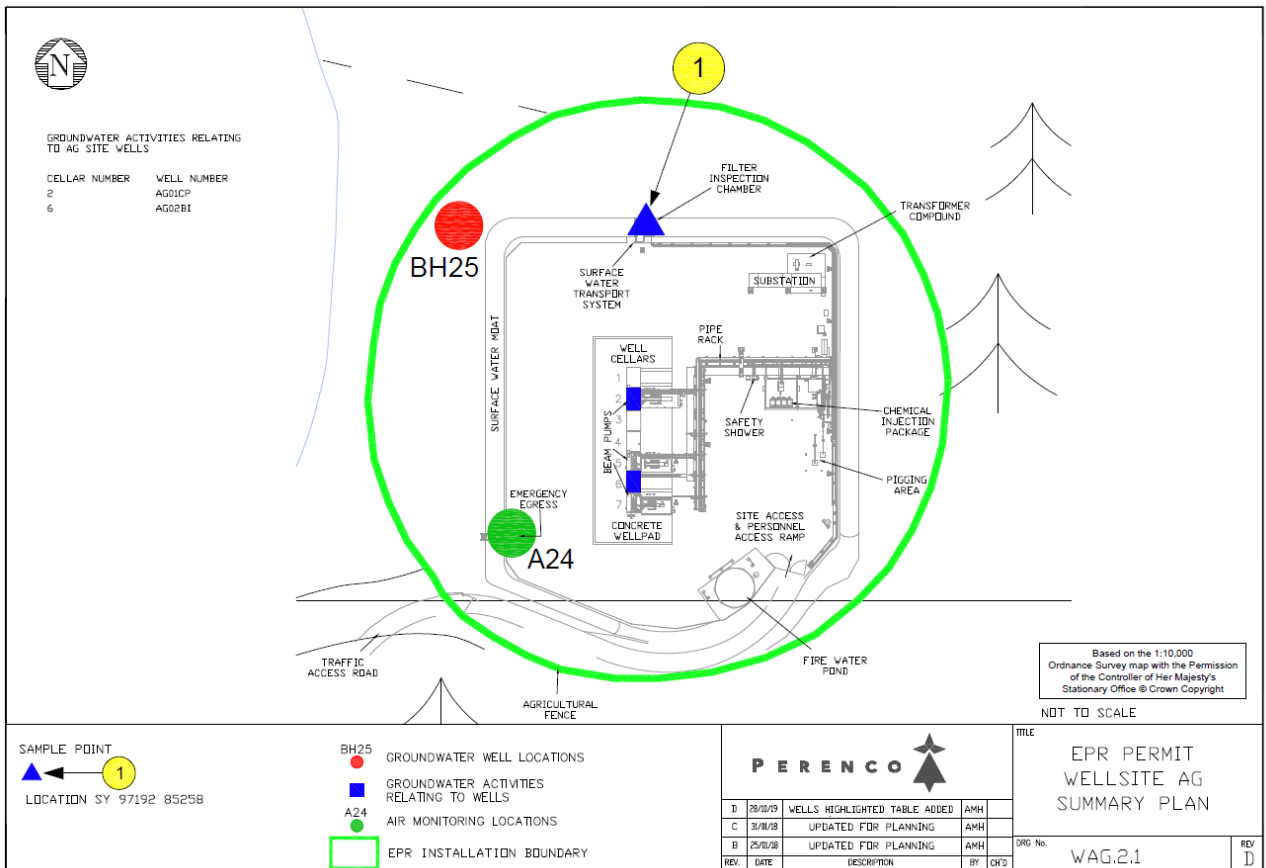 N
1
GROUNDWATER ACTIVITIES RELATING
TO AG SITE WELLS
CELLAR NUMBER WELL NUMBER
2 AG01CP
6 AG02BI
FILTER
INSPECTION
CHAMBER
TRANSFORMER
COMPOUND
BH25
SURFACE
WATER
TRANSPORT
SYSTEM
SUBSTATION
SURFACE WATER MOAT
PIPE
RACK
WELL
CELLARS
1
2
3
4
5
6
7
BEAM PUMPS
SAFETY
SHOWER
CHEMICAL
INJECTION
PACKAGE
PIGGING
AREA
EMERGENCY
EGRESS
A24
CONCRETE
WELLPAD
SITE ACCESS
& PERSONNEL
ACCESS RAMP
TRAFFIC
ACCESS ROAD
FIRE WATER
POND
AGRICULTURAL
FENCE
Based on the 1:10,000
Ordnance Survey map with the Permission
of the Controller of Her Majesty's
Stationary Office © Crown Copyright
NOT TO SCALE
SAMPLE POINT
1
LOCATION SY 97192 85258
BH25 GROUNDWATER WELL LOCATIONS
GROUNDWATER ACTIVITIES
RELATING TO WELLS
A24 AIR MONITORING LOCATIONS
EPR INSTALLATION BOUNDARY
PERENCO
D 28/10/19 WELLS HIGHLIGHTED TABLE ADDED AMH
C UPDATED FOR PLANNING AMH
B 25/01/18 UPDATED FOR PLANNING AMH
REV. DATE DESCRIPTION BY CH'D
TITLE
EPR PERMIT
WELLSITE AG
SUMMARY PLAN
DRG No.
WAG.2.1
REV
D